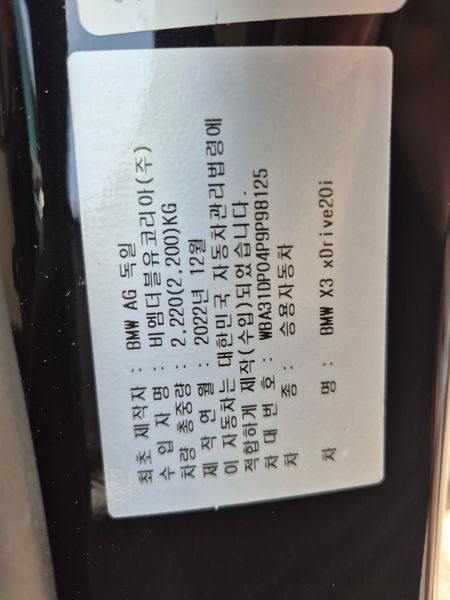 최초 제작자 : BMW AG 독일
수 입 자 명 : 비엠더블유코리아(주)
차량 총중량 : 2,220(2,200)KG
제 작 연 월 : 2022년 12월
이 자동차는 대한민국 자동차관리법령에
적합하게 제작(수입)되었습니다.
차 대 번 호 : WBA31DP04P9P98125
차 종 : 승용자동차
차 명 : BMW X3 xDrive20i